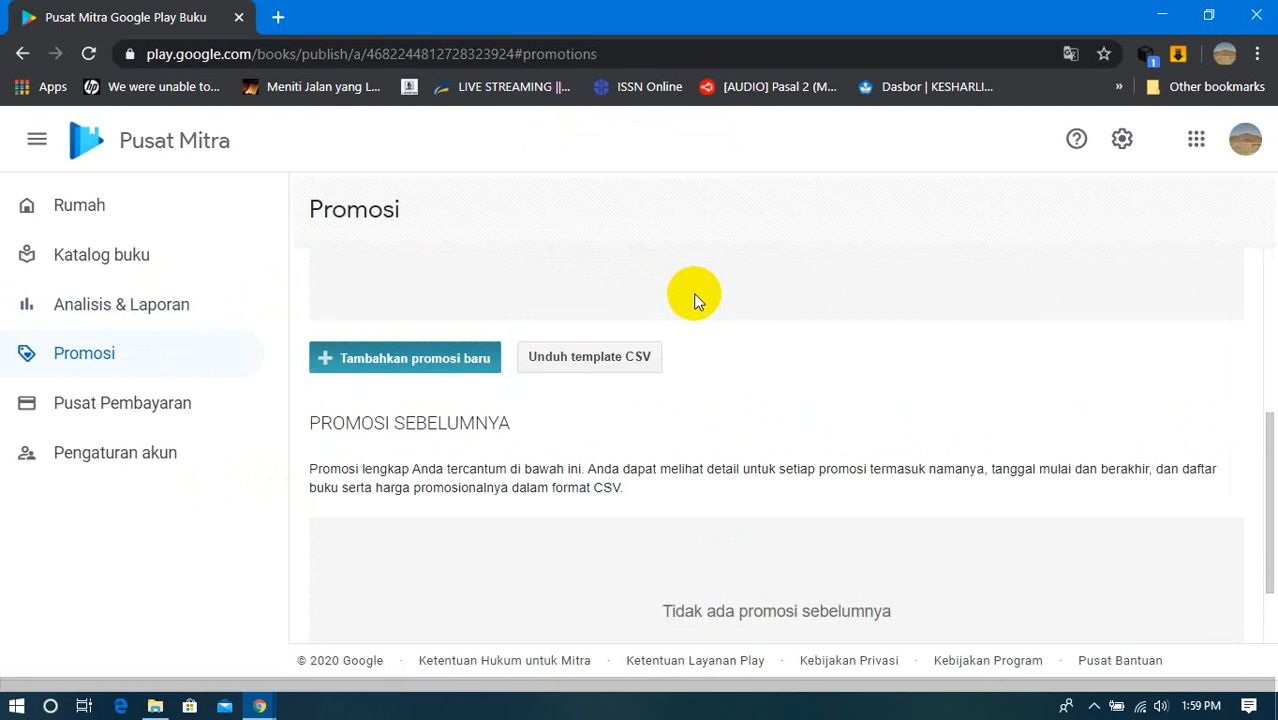 Pusat Mitra Google Play Buku
play.google.com/books/publish/a/4682244812728323924#promotions
1
Apps
We were unable to...
Meniti Jalan yang L...
LIVE STREAMING ||...
ISSN Online
[AUDIO] Pasal 2 (M...
Dasbor | KESHARLI...
»
Other bookmarks
Pusat Mitra
Rumah
Katalog buku
Analisis & Laporan
Promosi
Pusat Pembayaran
Pengaturan akun
Promosi
Tambahkan promosi baru
Unduh template CSV
PROMOSI SEBELUMNYA
Promosi lengkap Anda tercantum di bawah ini. Anda dapat melihat detail untuk setiap promosi termasuk namanya, tanggal mulai dan berakhir, dan daftar
buku serta harga promosionalnya dalam format CSV.
Tidak ada promosi sebelumnya
© 2020 Google · Ketentuan Hukum untuk Mitra · Ketentuan Layanan Play · Kebijakan Privasi · Kebijakan Program · Pusat Bantuan
1:59 PM